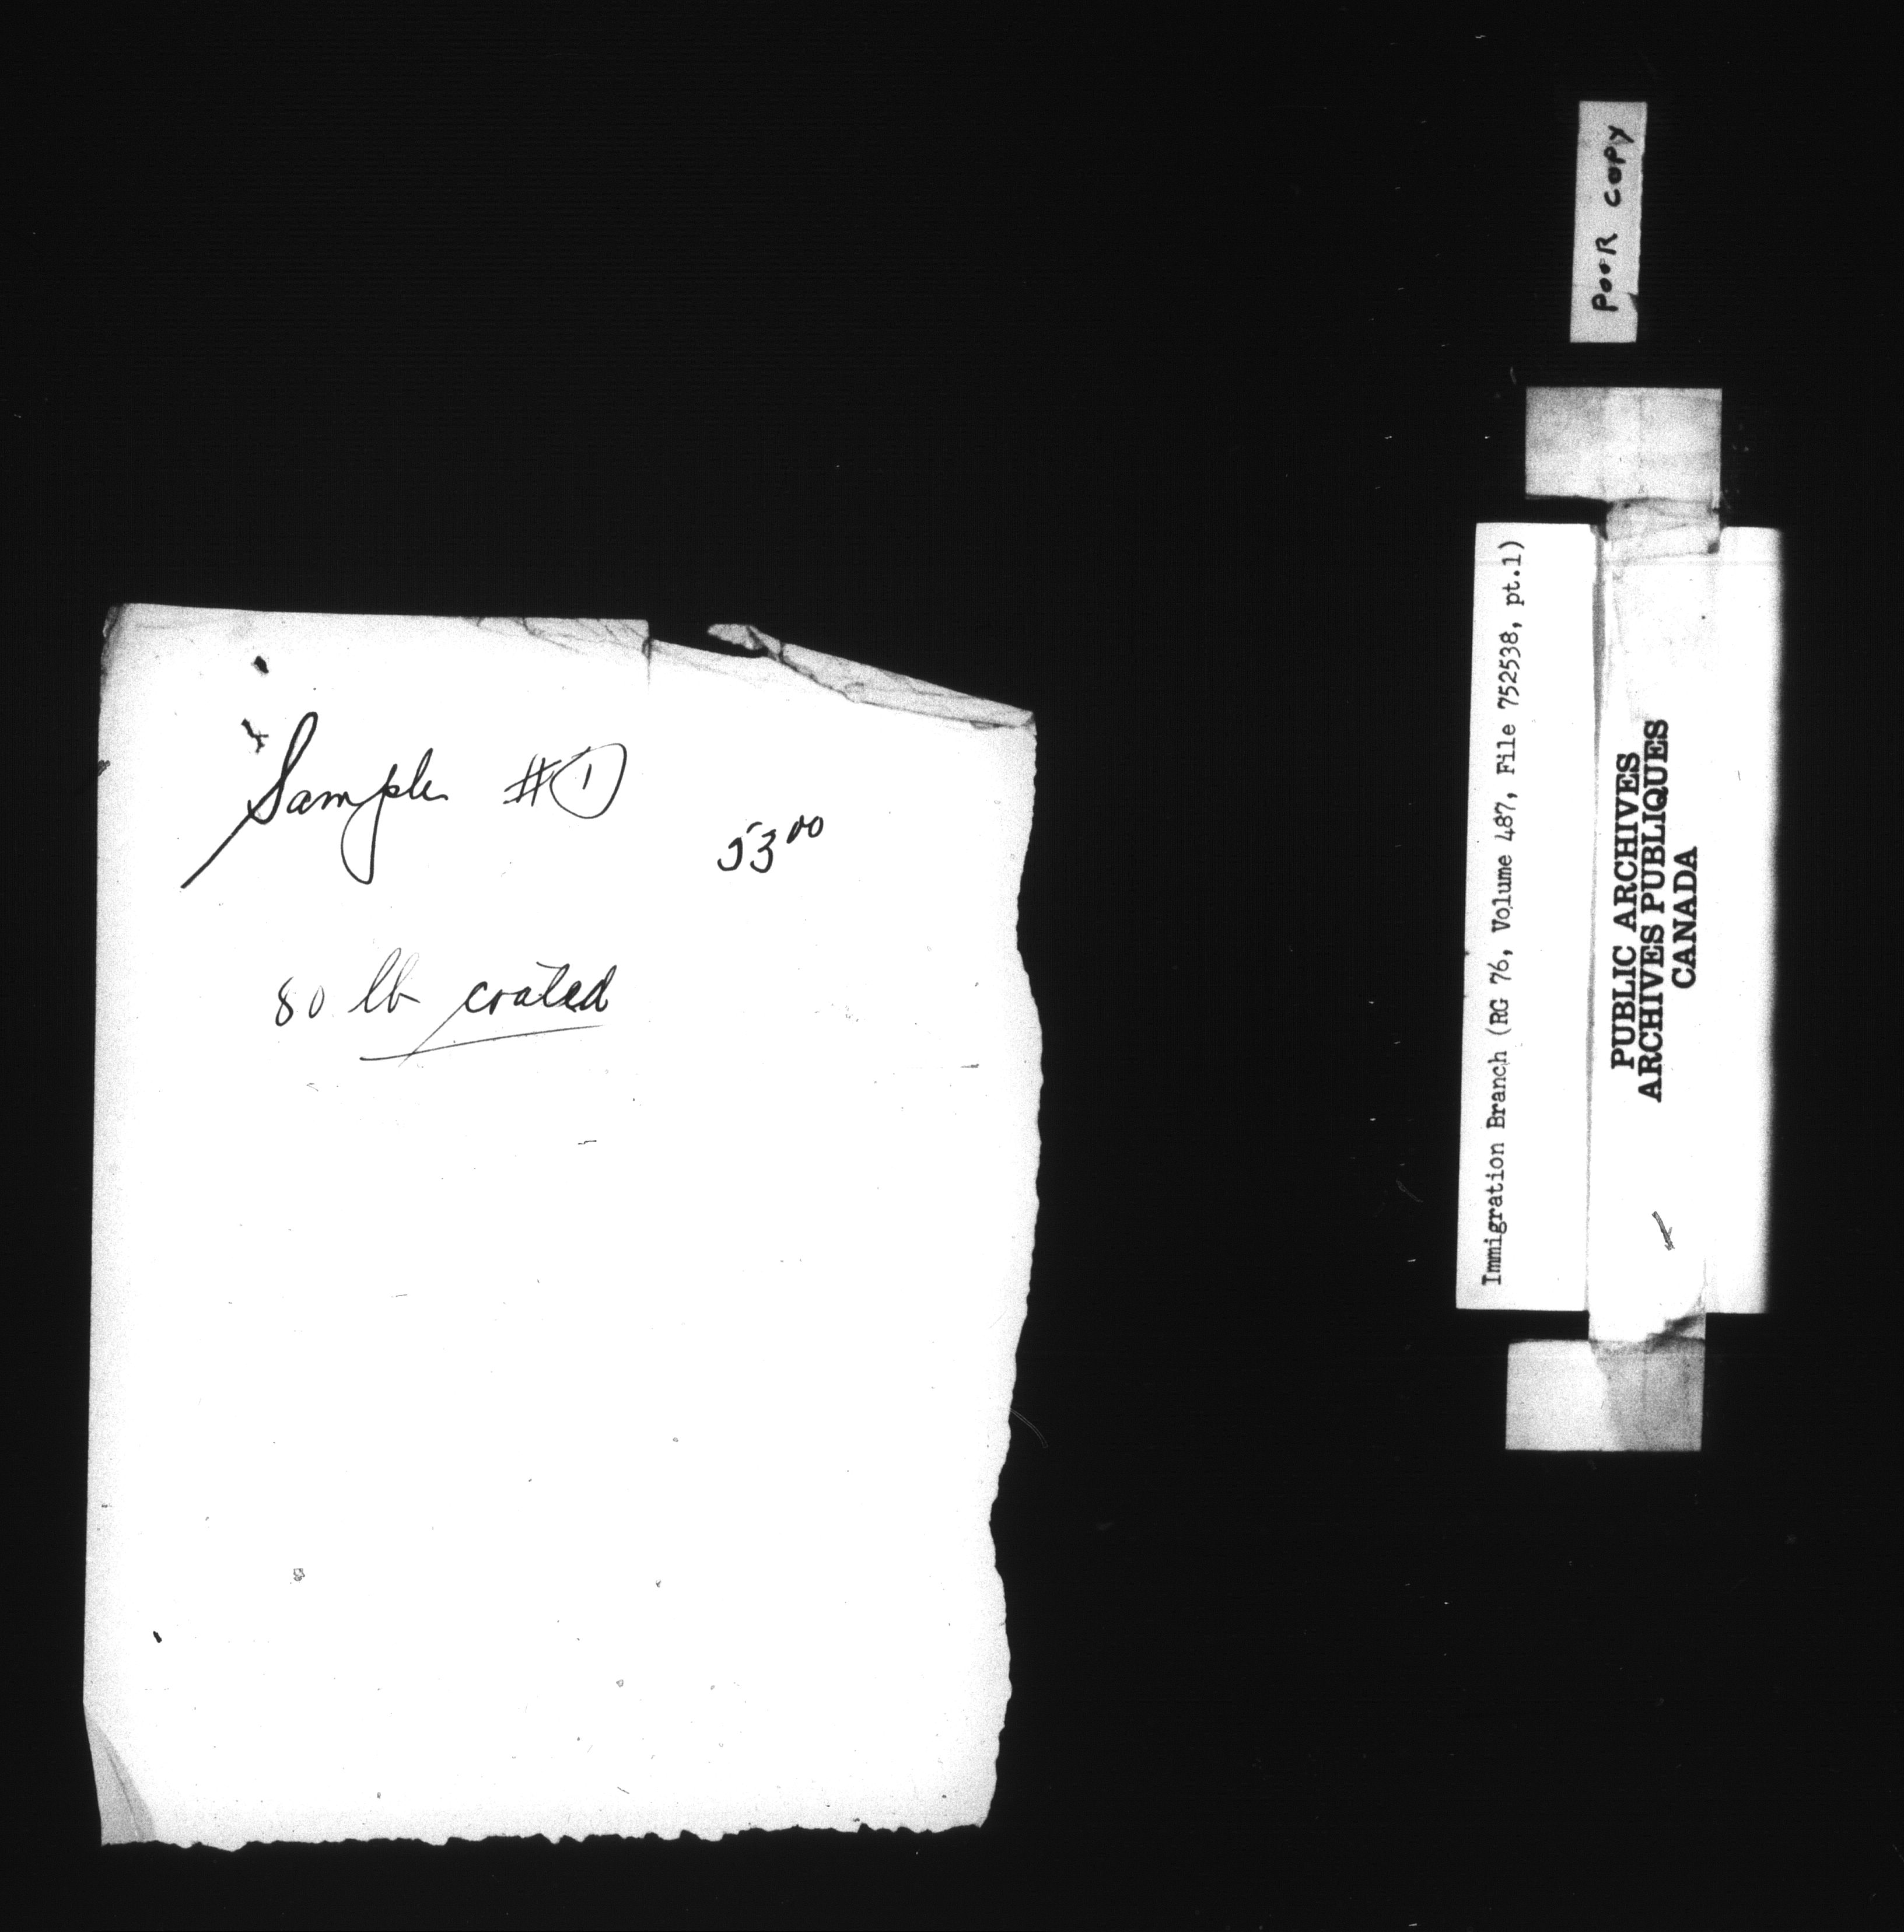 Sample #1
53 00
80 lb crated
POOR COPY
Immigration Branch (RG 76, Volume 487, File 752538, pt.1)
PUBLIC ARCHIVES
ARCHIVES PUBLIQUES
CANADA